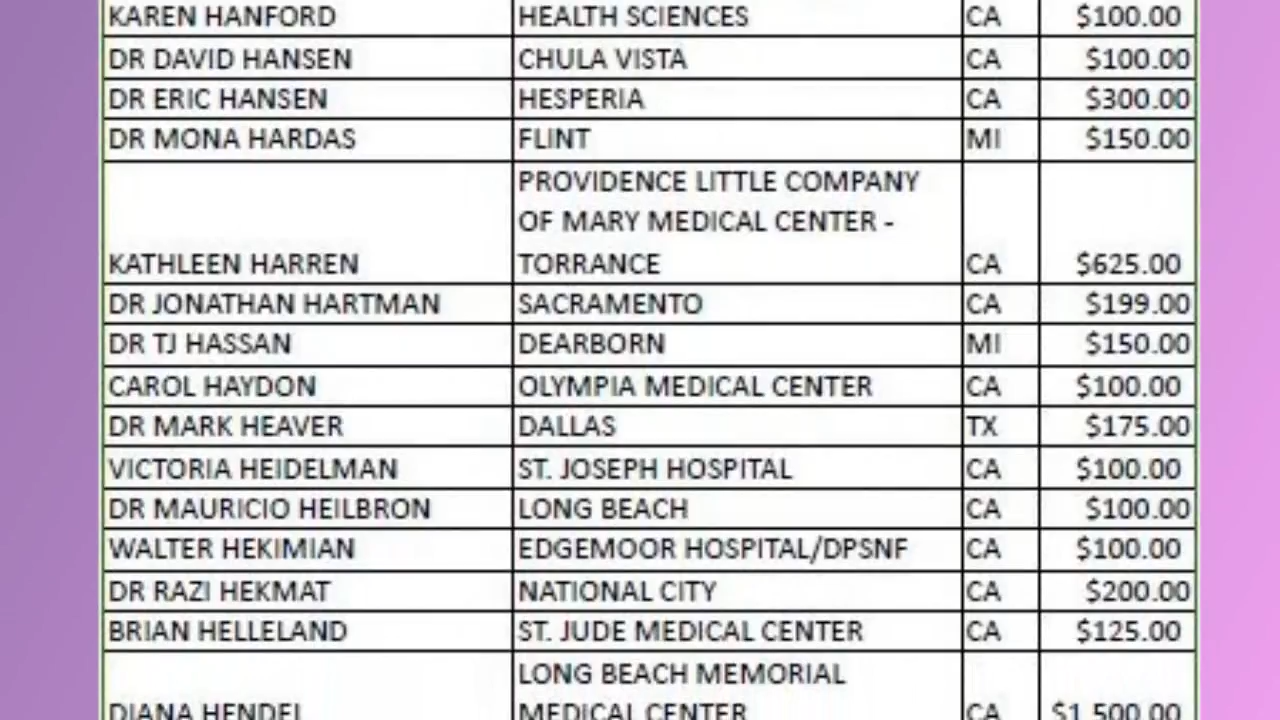 KAREN HANFORD HEALTH SCIENCES CA $100.00
DR DAVID HANSEN CHULA VISTA CA $100.00
DR ERIC HANSEN HESPERIA CA $300.00
DR MONA HARDAS FLINT MI $150.00
PROVIDENCE LITTLE COMPANY
OF MARY MEDICAL CENTER -
KATHLEEN HARREN TORRANCE CA $625.00
DR JONATHAN HARTMAN SACRAMENTO CA $199.00
DR TJ HASSAN DEARBORN MI $150.00
CAROL HAYDON OLYMPIA MEDICAL CENTER CA $100.00
DR MARK HEAVER DALLAS TX $175.00
VICTORIA HEIDELMAN ST. JOSEPH HOSPITAL CA $100.00
DR MAURICIO HEILBRON LONG BEACH CA $100.00
WALTER HEKIMIAN EDGEMOOR HOSPITAL/DPSNF CA $100.00
DR RAZI HEKMAT NATIONAL CITY CA $200.00
BRIAN HELLELAND ST. JUDE MEDICAL CENTER CA $125.00
LONG BEACH MEMORIAL
DIANA HENDEL MEDICAL CENTER CA $1,500.00